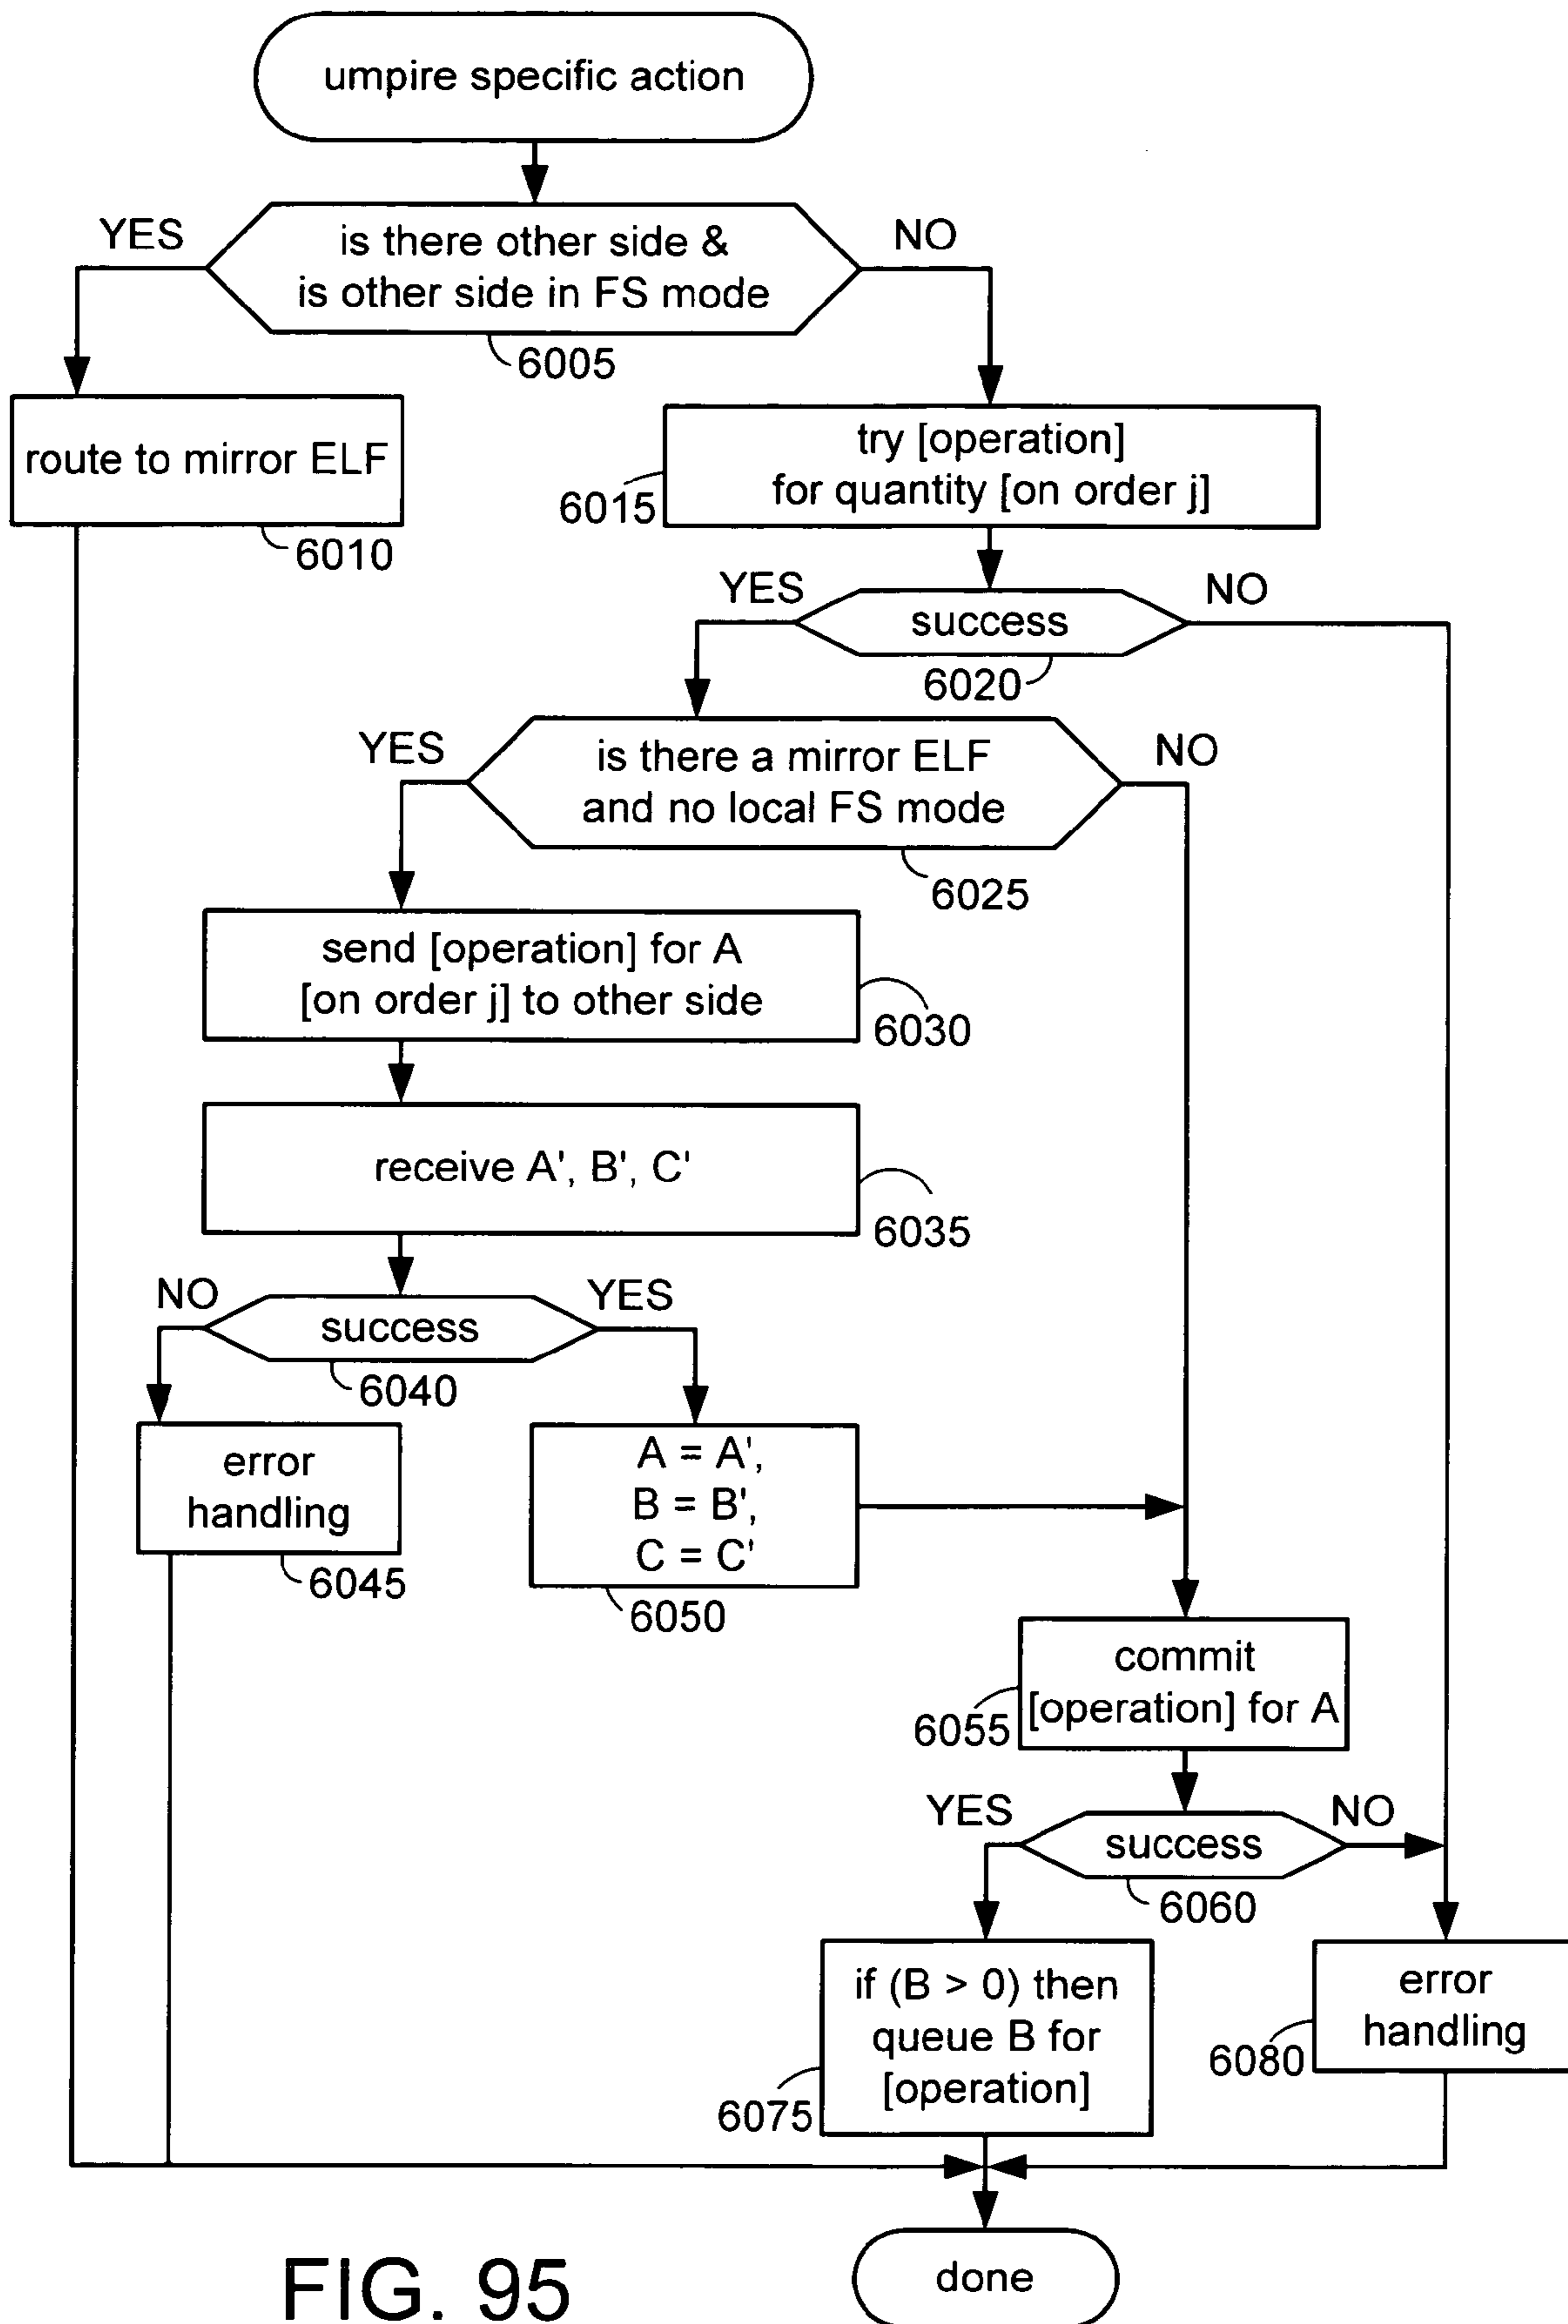 umpire specific action
YES
is there other side &
is other side in FS mode
NO
6005
route to mirror ELF
6010
try [operation]
for quantity [on order j]
6015
YES
success
NO
6020
YES
is there a mirror ELF
and no local FS mode
NO
6025
send [operation] for A
[on order j] to other side
6030
receive A', B', C'
6035
NO
success
YES
6040
error
handling
6045
A = A',
B = B',
C = C'
6050
commit
[operation] for A
6055
YES
success
NO
6060
if (B > 0) then
queue B for
[operation]
6075
error
handling
6080
done
FIG. 95